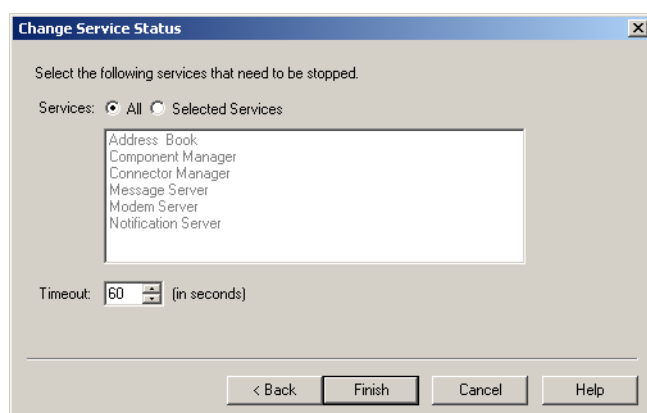 Change Service Status
Select the following services that need to be stopped.
Services: All Selected Services
Address Book
Component Manager
Connector Manager
Message Server
Modem Server
Notification Server
Timeout: 60 (in seconds)
< Back Finish Cancel Help